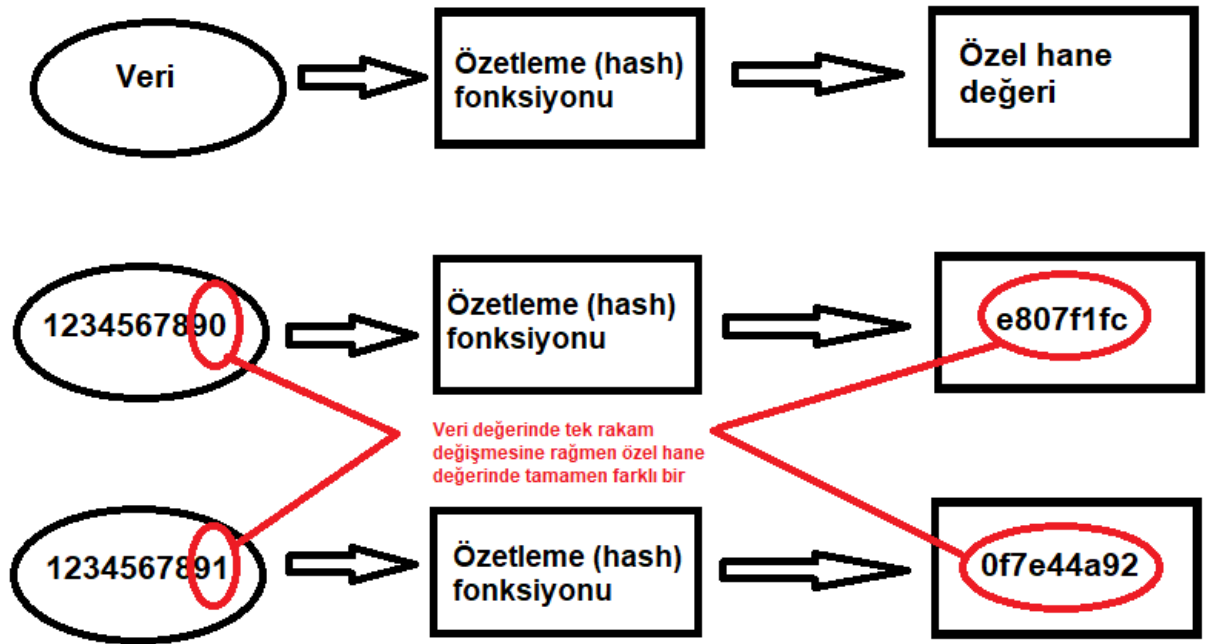 Veri
Özetleme (hash)
fonksiyonu
Özel hane
değeri
1234567890
Özetleme (hash)
fonksiyonu
e807f1fc
Veri değerinde tek rakam
değişmesine rağmen özel hane
değerinde tamamen farklı bir
1234567891
Özetleme (hash)
fonksiyonu
0f7e44a92